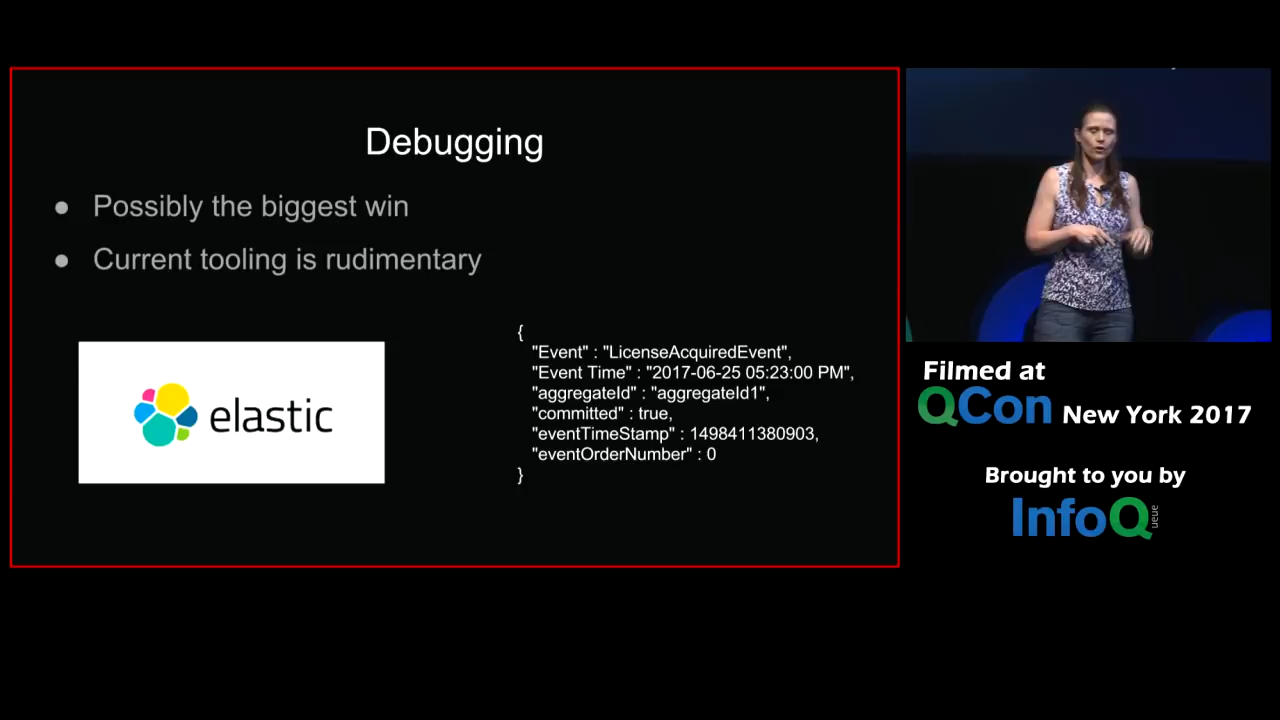 Debugging
● Possibly the biggest win
● Current tooling is rudimentary
elastic
{
"Event" : "LicenseAcquiredEvent",
"Event Time" : "2017-06-25 05:23:00 PM",
"aggregateId" : "aggregateId1",
"committed" : true,
"eventTimeStamp" : 1498411380903,
"eventOrderNumber" : 0
}
Filmed at
QCon New York 2017
Brought to you by
InfoQ
ueue